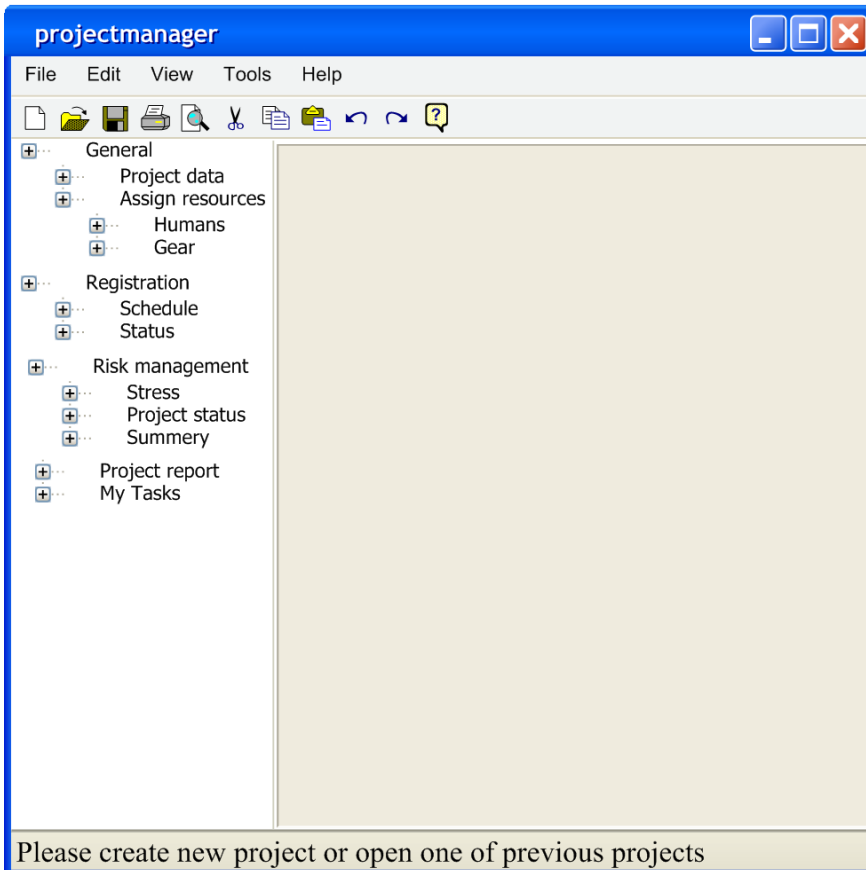 projectmanager
File Edit View Tools Help
?
General
Project data
Assign resources
Humans
Gear
Registration
Schedule
Status
Risk management
Stress
Project status
Summery
Project report
My Tasks
Please create new project or open one of previous projects